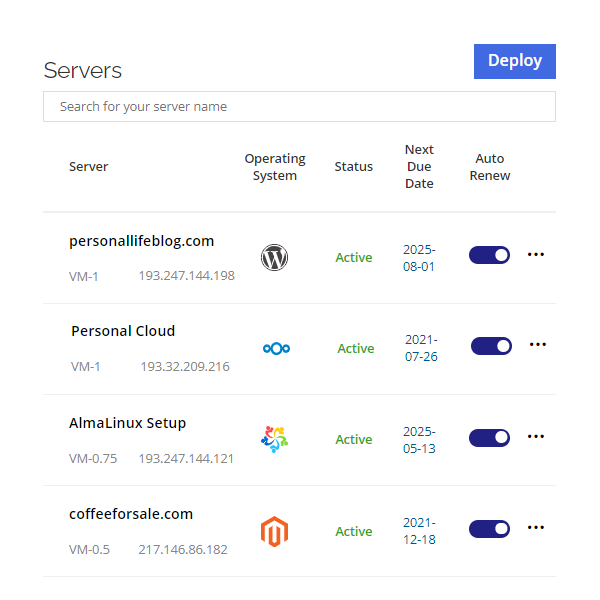 Servers
Deploy
Search for your server name
Server
Operating System
Status
Next Due Date
Auto Renew
personallifeblog.com
VM-1 193.247.144.198
Active
2025-08-01
Personal Cloud
VM-1 193.32.209.216
Active
2021-07-26
AlmaLinux Setup
VM-0.75 193.247.144.121
Active
2025-05-13
coffeeforsale.com
VM-0.5 217.146.86.182
Active
2021-12-18